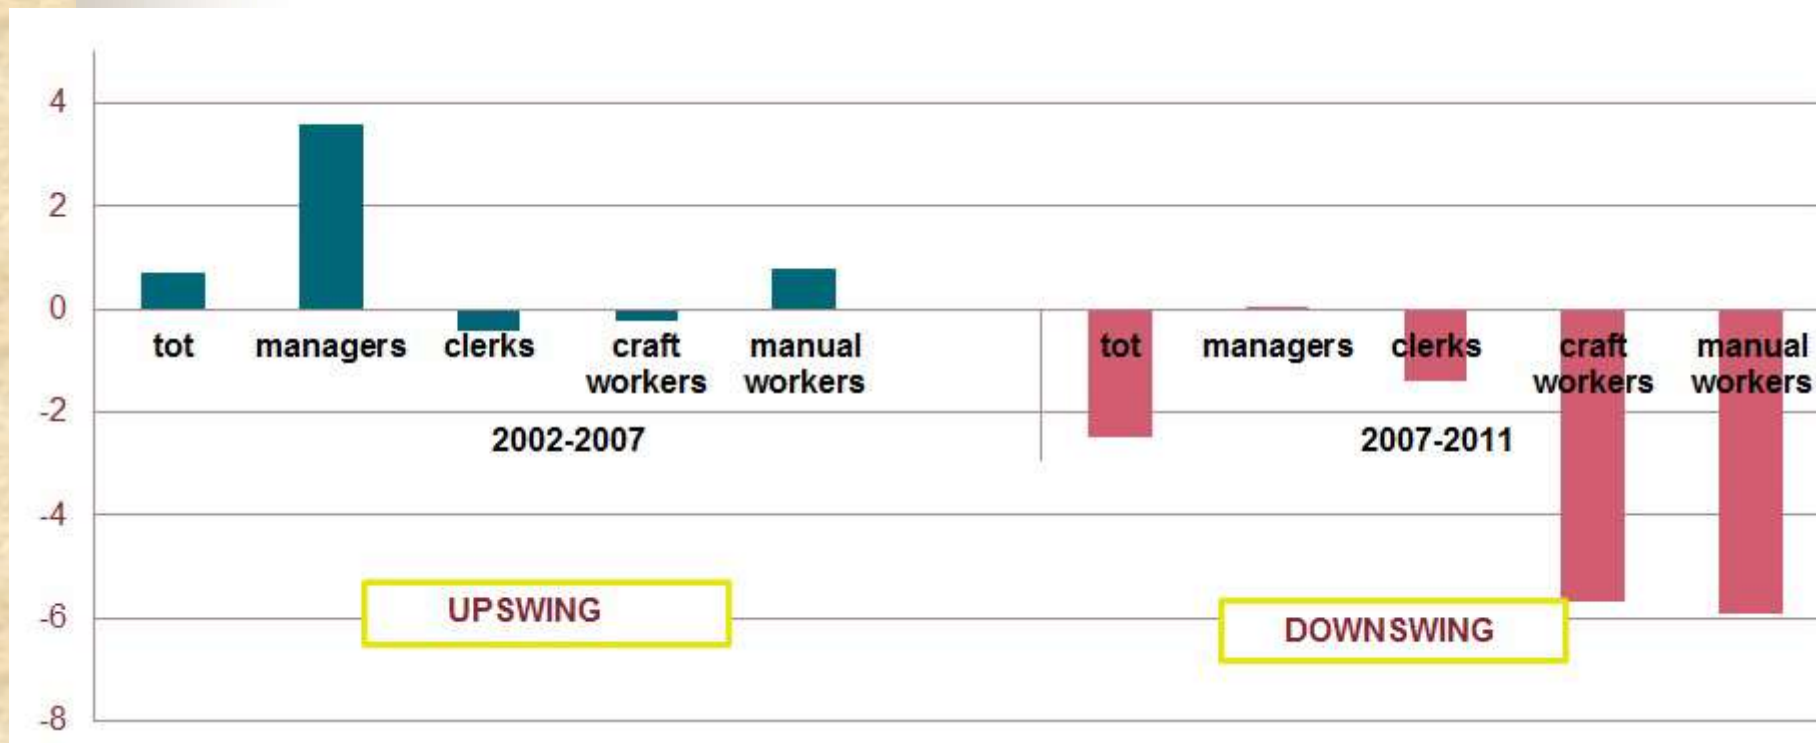 4
2
0
-2
-4
-6
-8
tot
managers
clerks
craft
workers
manual
workers
2002-2007
UPSWING
tot
managers
clerks
craft
workers
manual
workers
2007-2011
DOWNSWING